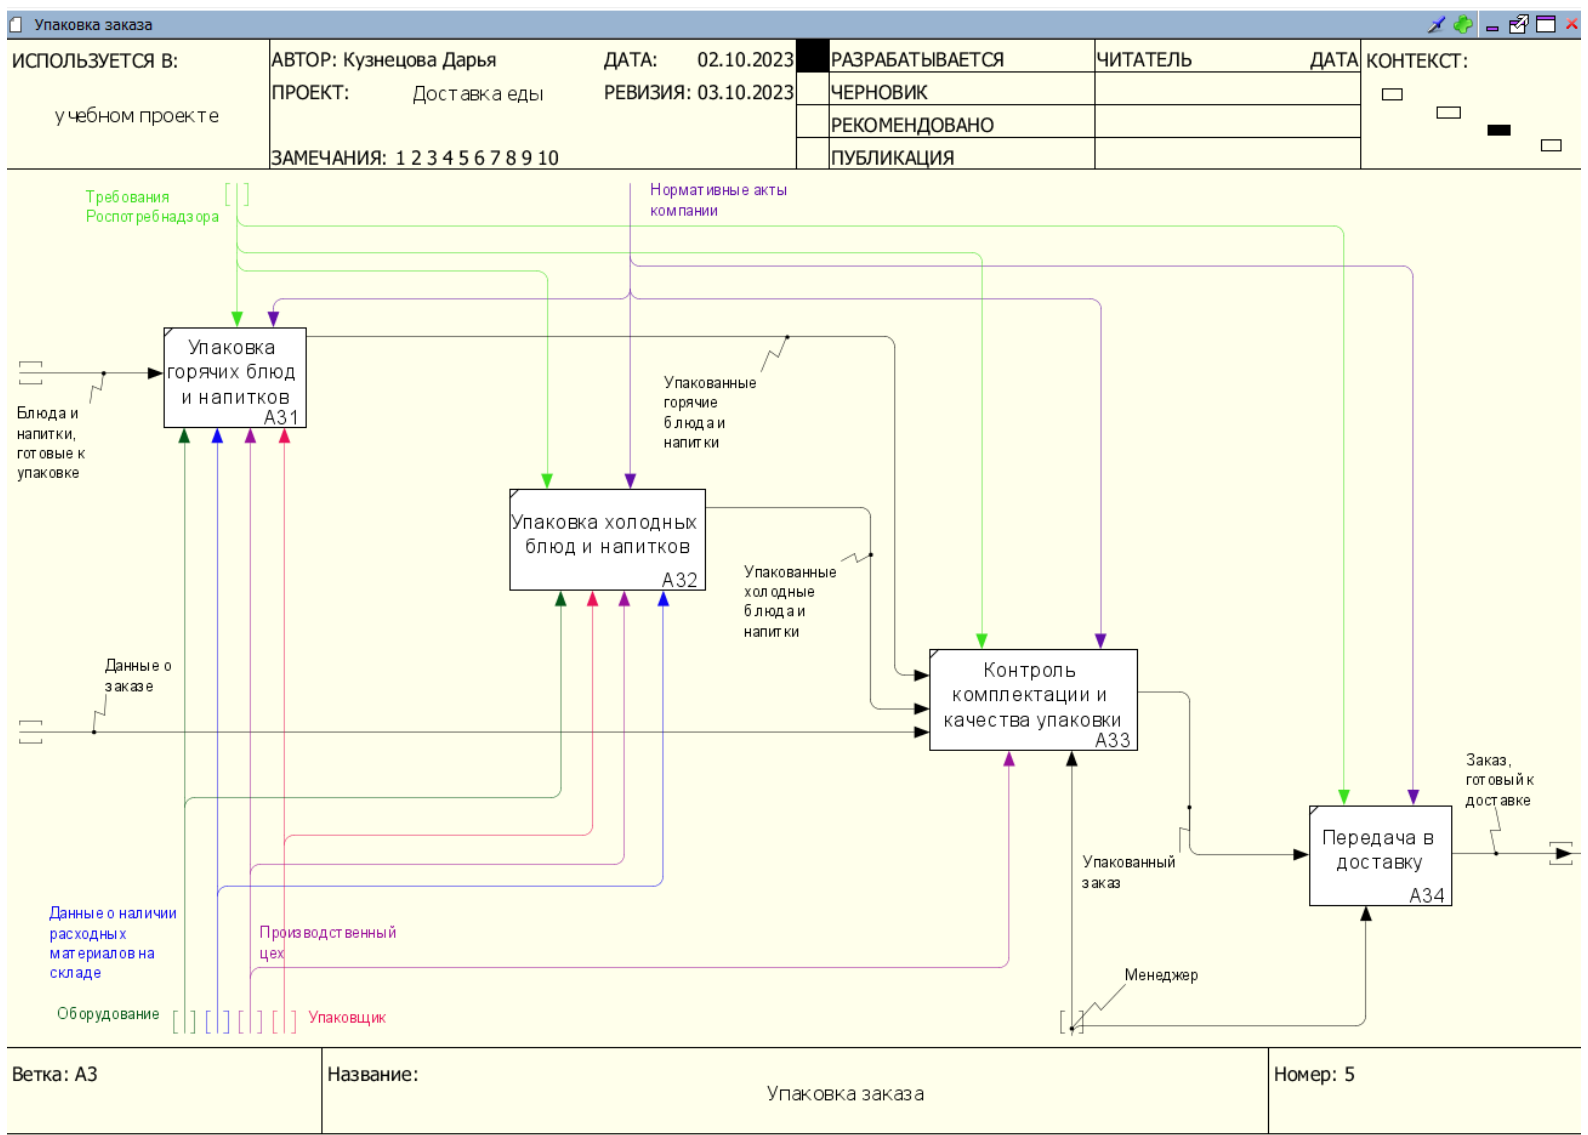 Упаковка заказа
ИСПОЛЬЗУЕТСЯ В:
учебном проекте
АВТОР: Кузнецова Дарья
ДАТА: 02.10.2023
ПРОЕКТ: Доставка еды
РЕВИЗИЯ: 03.10.2023
ЗАМЕЧАНИЯ: 1 2 3 4 5 6 7 8 9 10
РАЗРАБАТЫВАЕТСЯ
ЧЕРНОВИК
РЕКОМЕНДОВАНО
ПУБЛИКАЦИЯ
ЧИТАТЕЛЬ
ДАТА
КОНТЕКСТ:
Требования
Роспотребнадзора
Нормативные акты
компании
Упаковка
горячих блюд
и напитков
A31
Блюда и
напитки,
готовые к
упаковке
Упакованные
горячие
блюда и
напитки
Упаковка холодных
блюд и напитков
A32
Упакованные
холодные
блюда и
напитки
Данные о
заказе
Контроль
комплектации и
качества упаковки
A33
Заказ,
готовый к
доставке
Передача в
доставку
A34
Упакованный
заказ
Данные о наличии
расходных
материалов на
складе
Производственный
цех
Менеджер
Оборудование
Упаковщик
Ветка: A3
Название:
Упаковка заказа
Номер: 5